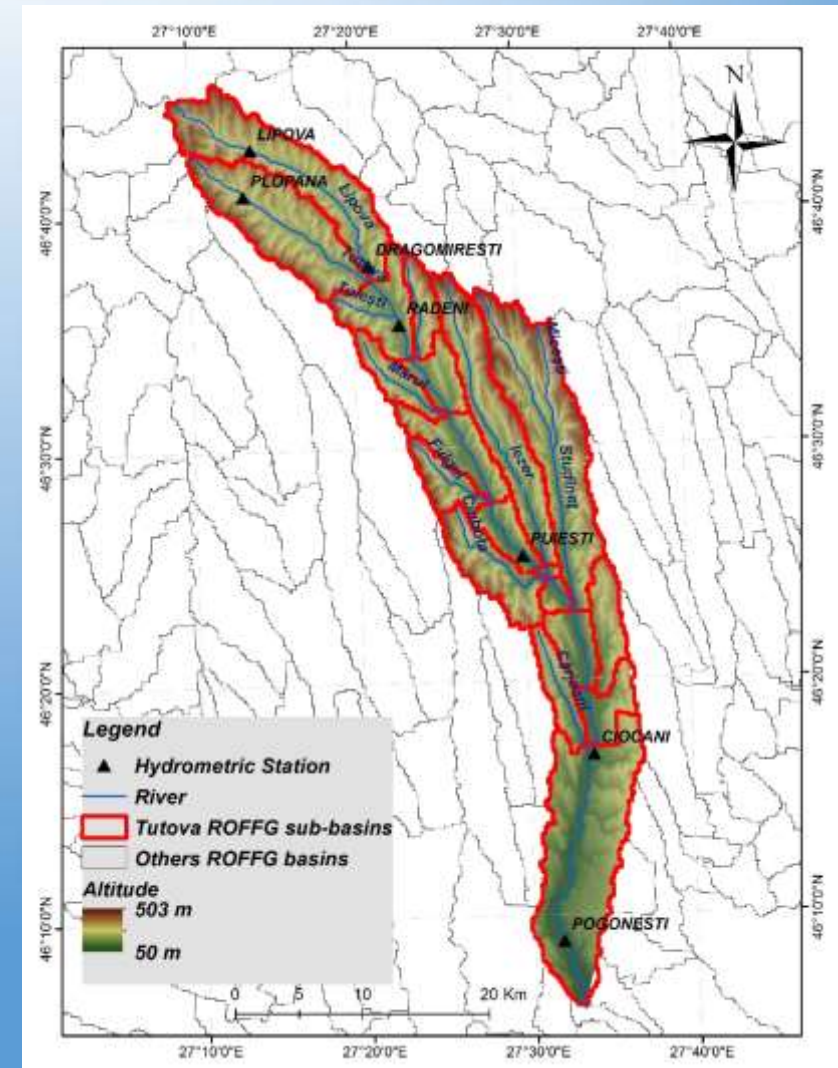 27°10'0"E 27°20'0"E 27°30'0"E 27°40'0"E
N
46°40'0"N
46°30'0"N
46°20'0"N
46°10'0"N
LIPOVA
PLOPANA
Lipova
DRAGOMIRESTI
RADENI
Studinet
Iezer
PUIESTI
CIOCANI
POGONESTI
Legend
Hydrometric Station
River
Tutova ROFFG sub-basins
Others ROFFG basins
Altitude
503 m
50 m
0 5 10 20 Km
46°40'0"N
46°30'0"N
46°20'0"N
46°10'0"N
27°10'0"E 27°20'0"E 27°30'0"E 27°40'0"E